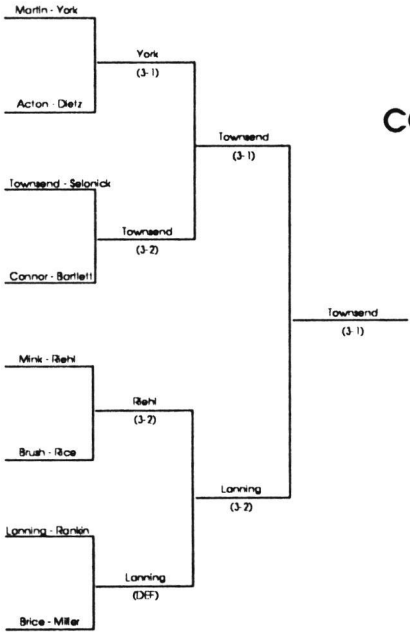 Martin - York
York
(3-1)
Acton - Dietz
Townsend
(3-1)
Townsend - Selonick
Townsend
(3-2)
Connor - Bartlett
Townsend
(3-1)
Mink - Riehl
Riehl
(3-2)
Brush - Rice
Lanning
(3-2)
Lanning - Rankin
Lanning
(DEF)
Brice - Miller